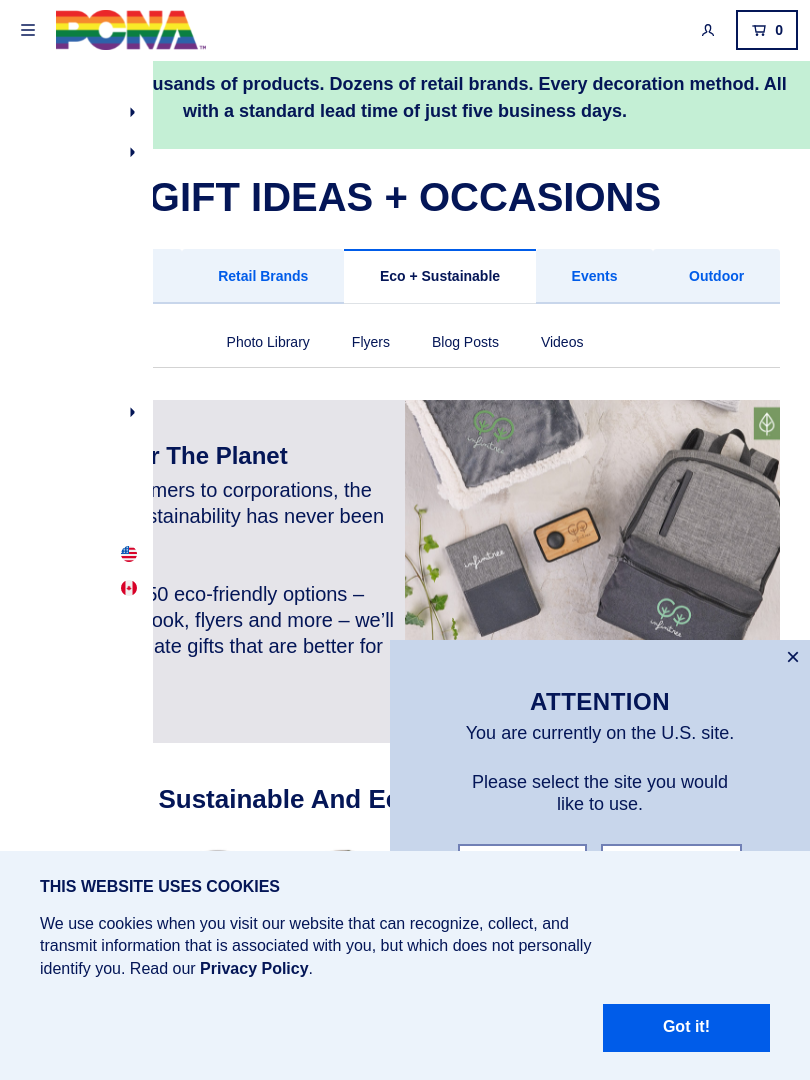 PCNA
0
usands of products. Dozens of retail brands. Every decoration method. All
with a standard lead time of just five business days.
GIFT IDEAS + OCCASIONS
Retail Brands
Eco + Sustainable
Events
Outdoor
Photo Library
Flyers
Blog Posts
Videos
r The Planet
mers to corporations, the
stainability has never been
50 eco-friendly options –
ook, flyers and more – we’ll
ate gifts that are better for
infinitree
infinitree
infinitree
ATTENTION
You are currently on the U.S. site.
Please select the site you would
like to use.
Sustainable And Ec
THIS WEBSITE USES COOKIES
We use cookies when you visit our website that can recognize, collect, and
transmit information that is associated with you, but which does not personally
identify you. Read our Privacy Policy.
Got it!